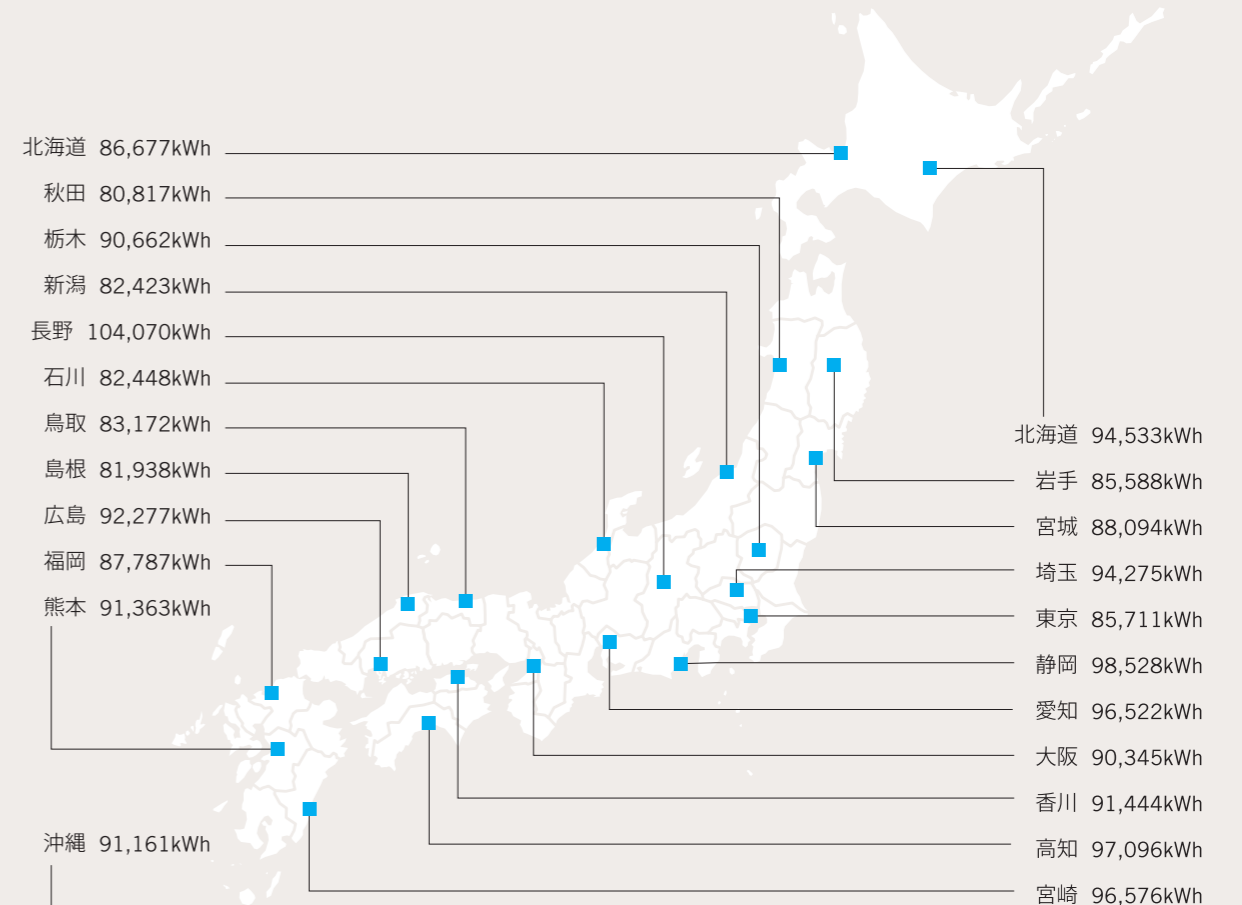 北海道 86,677kWh
秋田 80,817kWh
栃木 90,662kWh
新潟 82,423kWh
長野 104,070kWh
石川 82,448kWh
鳥取 83,172kWh
島根 81,938kWh
広島 92,277kWh
福岡 87,787kWh
熊本 91,363kWh
沖縄 91,161kWh
北海道 94,533kWh
岩手 85,588kWh
宮城 88,094kWh
埼玉 94,275kWh
東京 85,711kWh
静岡 98,528kWh
愛知 96,522kWh
大阪 90,345kWh
香川 91,444kWh
高知 97,096kWh
宮崎 96,576kWh